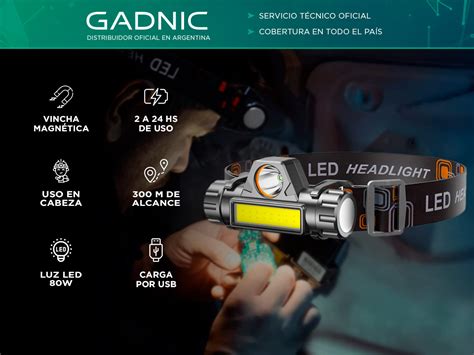 GADNIC
DISTRIBUIDOR OFICIAL EN ARGENTINA
> SERVICIO TÉCNICO OFICIAL
> COBERTURA EN TODO EL PAÍS
VINCHA
MAGNÉTICA
2 A 24 HS
DE USO
USO EN
CABEZA
300 M DE
ALCANCE
LUZ LED
80W
CARGA
POR USB
LED HEADLIGHT
LED HE